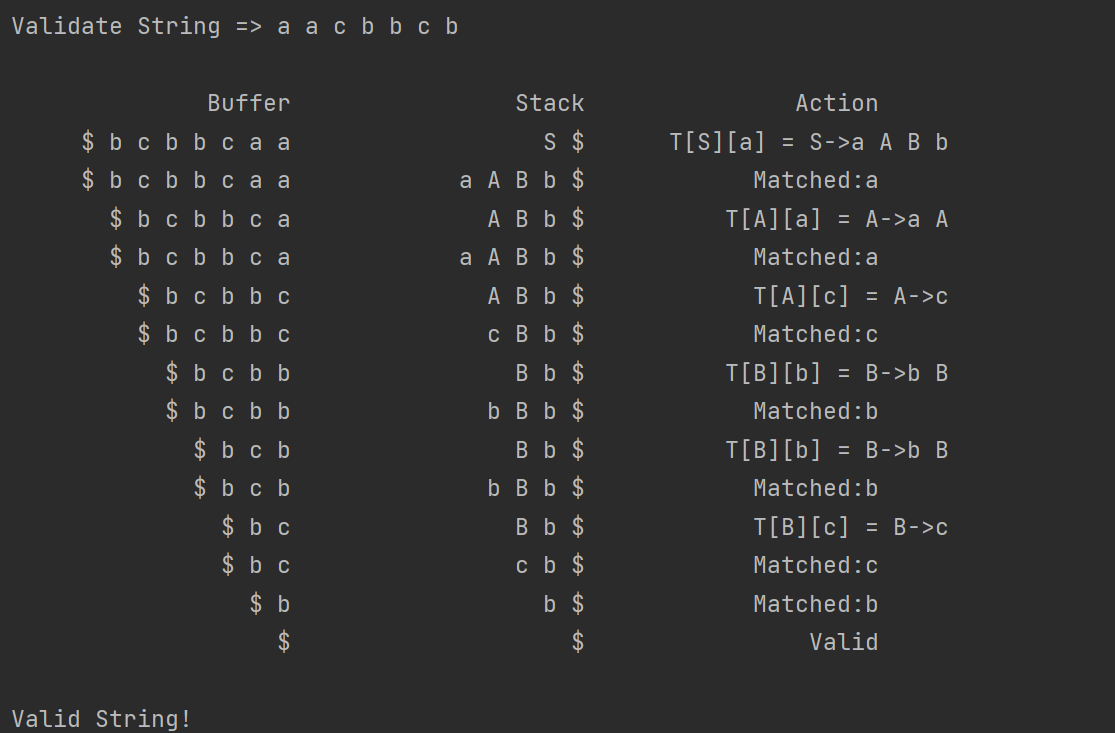 Validate String => a a c b b c b
Buffer Stack Action
$ b c b b c a a S $ T[S][a] = S->a A B b
$ b c b b c a a a A B b $ Matched:a
$ b c b b c a A B b $ T[A][a] = A->a A
$ b c b b c a a A B b $ Matched:a
$ b c b b c A B b $ T[A][c] = A->c
$ b c b b c c B b $ Matched:c
$ b c b b B b $ T[B][b] = B->b B
$ b c b b b B b $ Matched:b
$ b c b B b $ T[B][b] = B->b B
$ b c b b B b $ Matched:b
$ b c B b $ T[B][c] = B->c
$ b c c b $ Matched:c
$ b b $ Matched:b
$ $ Valid
Valid String!